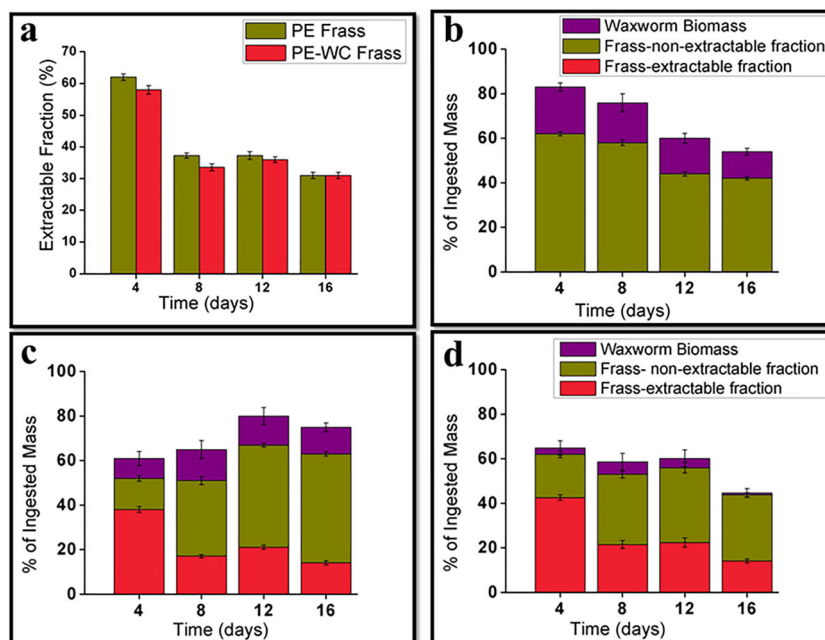 a
PE Frass
PE-WC Frass
Extractable Fraction (%)
70
60
50
40
30
20
10
0
4 8 12 16
Time (days)
b
Waxworm Biomass
Frass-non-extractable fraction
Frass-extractable fraction
% of Ingested Mass
100
80
60
40
20
0
4 8 12 16
Time (days)
c
% of Ingested Mass
100
80
60
40
20
0
4 8 12 16
Time (days)
d
Waxworm Biomass
Frass- non-extractable fraction
Frass-extractable fraction
% of Ingested Mass
100
80
60
40
20
0
4 8 12 16
Time (days)